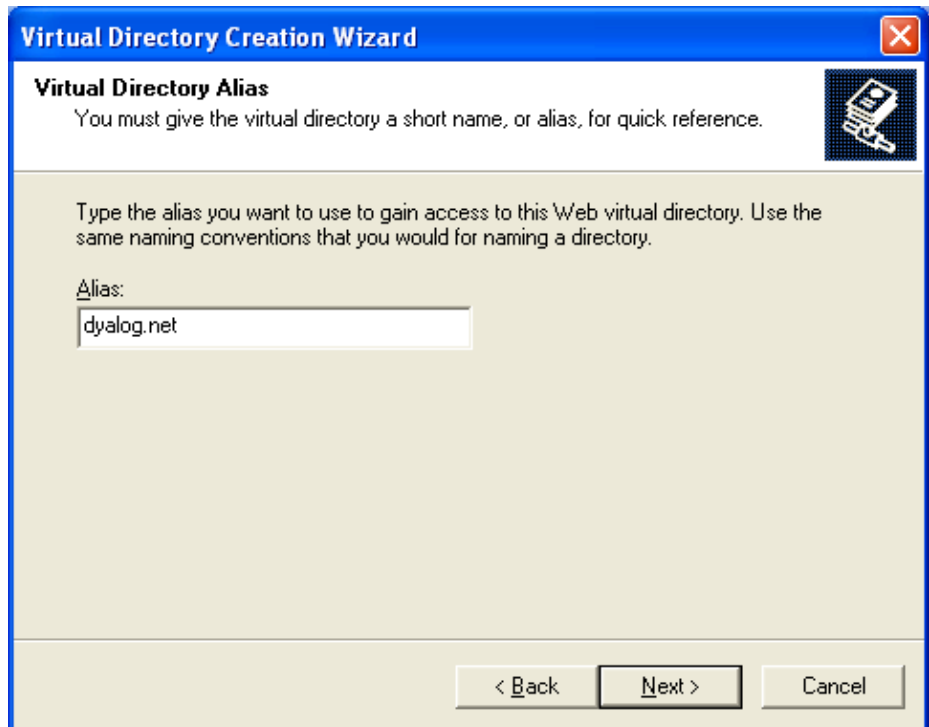 Virtual Directory Creation Wizard
Virtual Directory Alias
You must give the virtual directory a short name, or alias, for quick reference.
Type the alias you want to use to gain access to this Web virtual directory. Use the
same naming conventions that you would for naming a directory.
Alias:
dyalog.net
< Back Next > Cancel